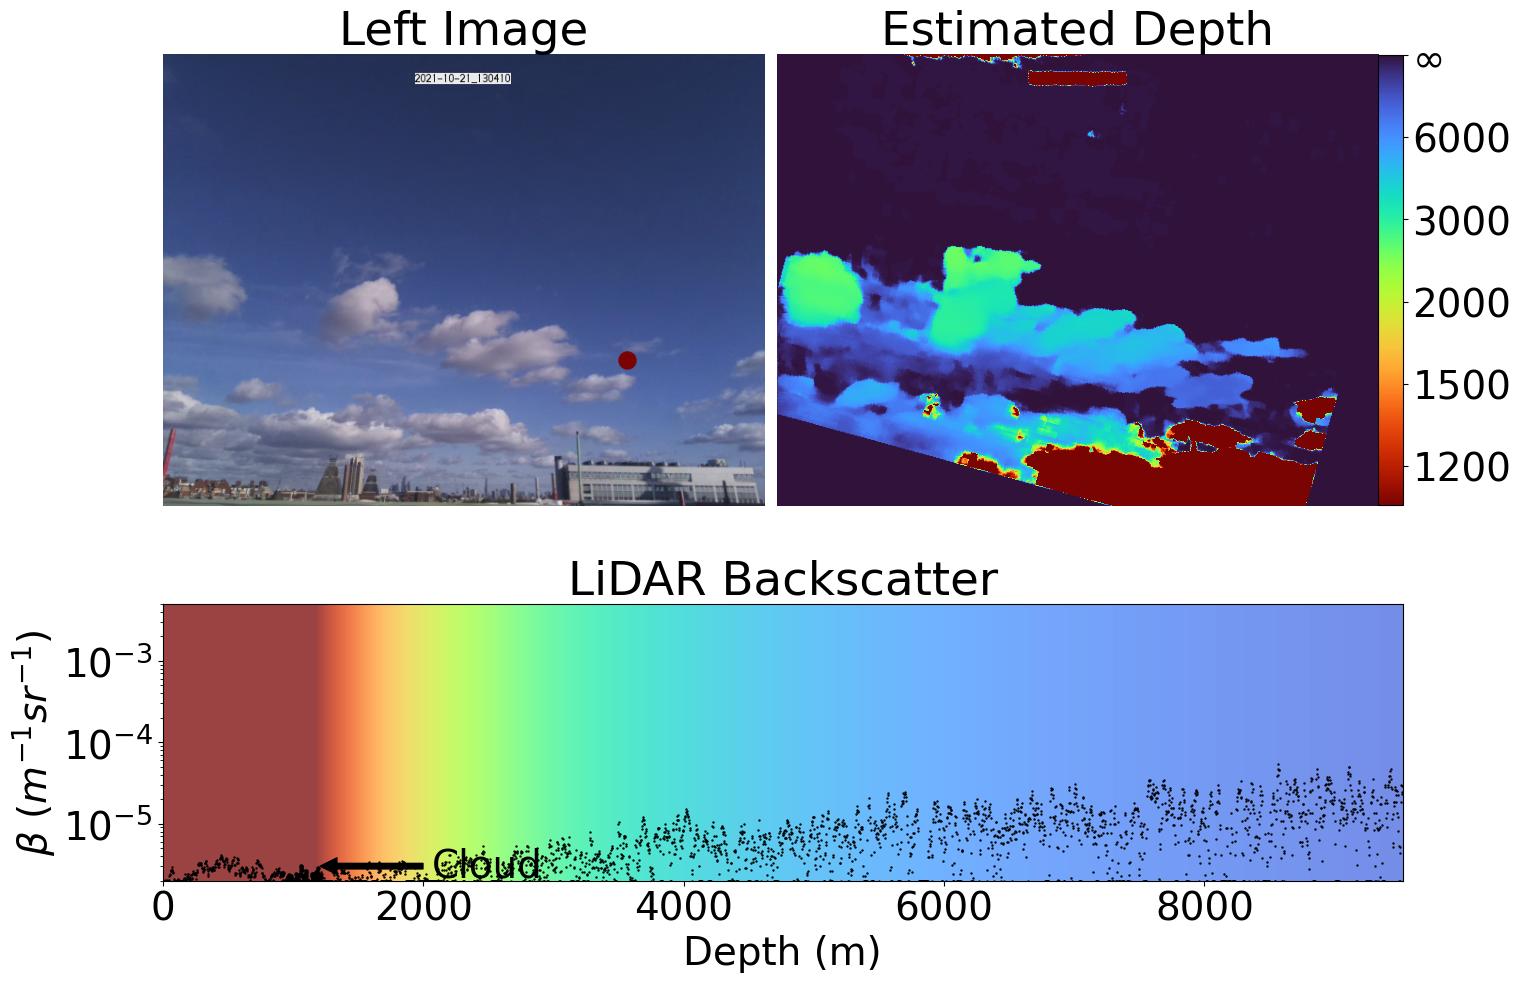 Left Image
Estimated Depth
2021-10-21_130410
∞
6000
3000
2000
1500
1200
LiDAR Backscatter
β (m⁻¹sr⁻¹)
10⁻³
10⁻⁴
10⁻⁵
Cloud
0 2000 4000 6000 8000
Depth (m)